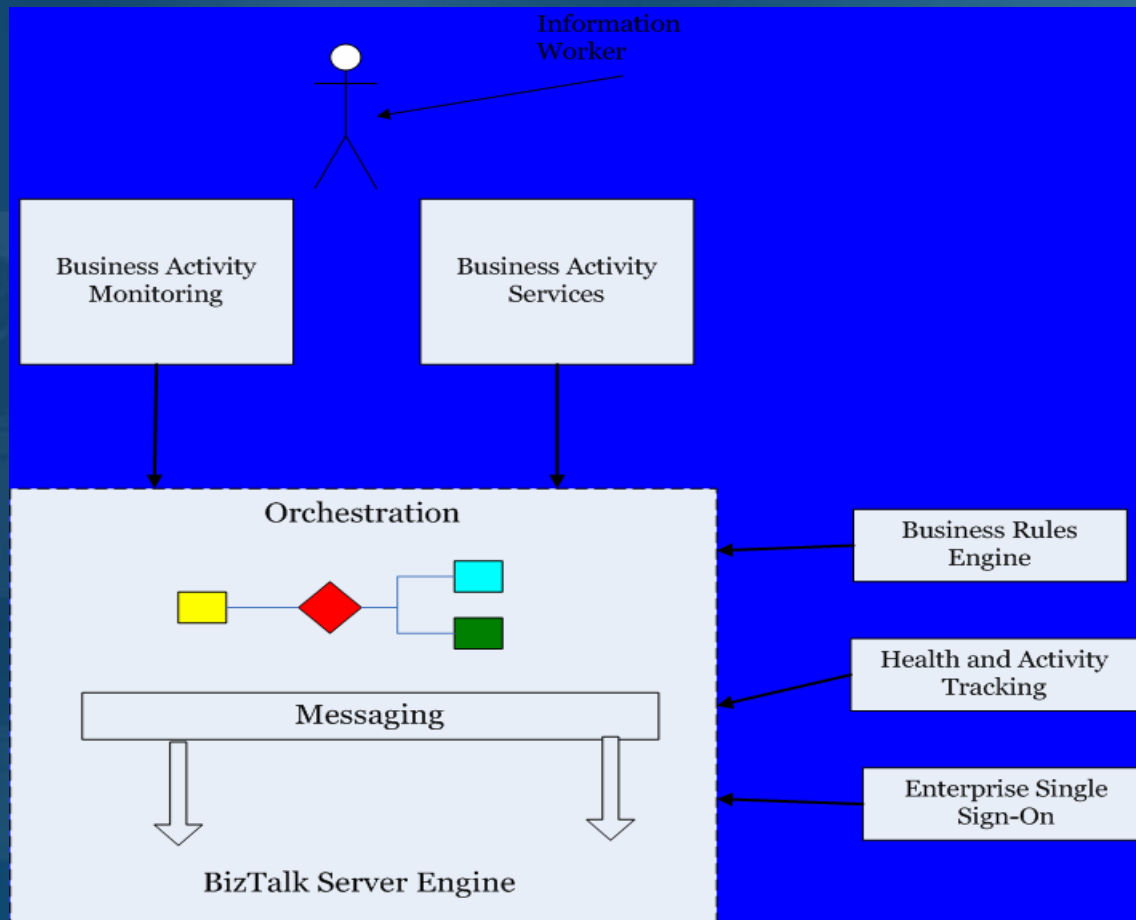 Information
Worker
Business Activity
Monitoring
Business Activity
Services
Orchestration
Business Rules
Engine
Health and Activity
Tracking
Messaging
Enterprise Single
Sign-On
BizTalk Server Engine